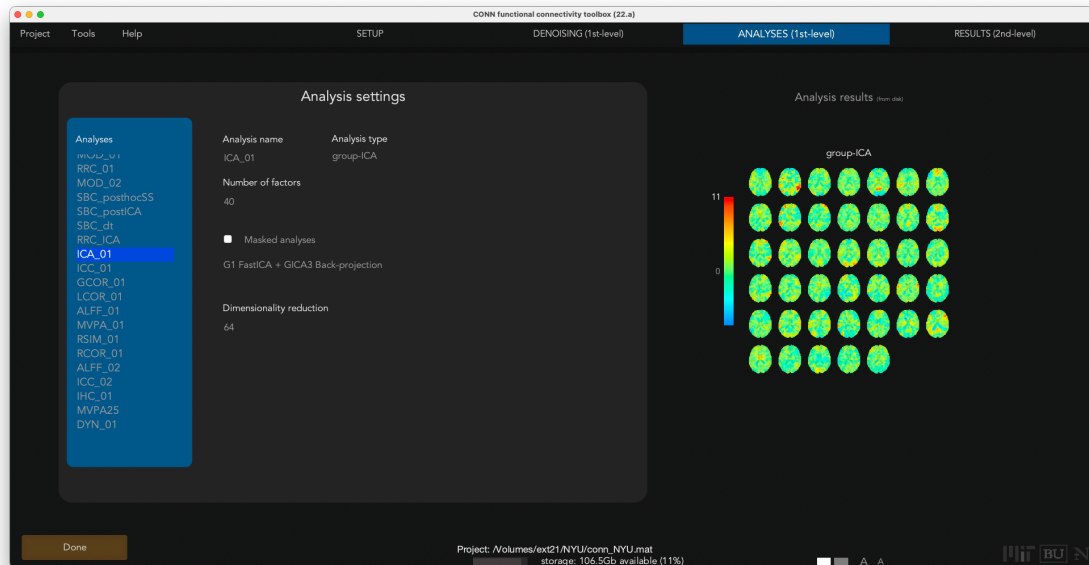 CONN functional connectivity toolbox (22.a)
Project Tools Help SETUP DENOISING (1st-level) ANALYSES (1st-level) RESULTS (2nd-level)
Analysis settings
Analyses
MOD_01
RRC_01
MOD_02
SBC_posthocSS
SBC_postICA
SBC_dt
RRC_ICA
ICA_01
ICC_01
GCOR_01
LCOR_01
ALFF_01
MVPA_01
RSIM_01
RCOR_01
ALFF_02
ICC_02
IHC_01
MVPA25
DYN_01
Analysis name Analysis type
ICA_01 group-ICA
Number of factors
40
Masked analyses
G1 FastICA + GICA3 Back-projection
Dimensionality reduction
64
Analysis results (from disk)
group-ICA
11
0
Done
Project: /Volumes/ext21/NYU/conn_NYU.mat
storage: 106.5Gb available (11%)
A A
BU N